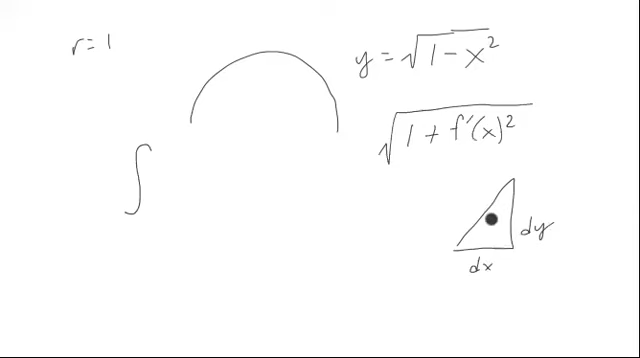 r = 1
y = √(1 − x²)
√(1 + f'(x)²)
∫
dy
dx